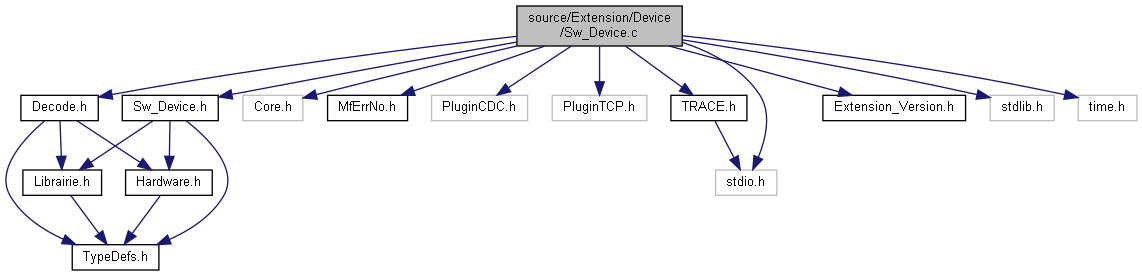 source/Extension/Device
/Sw_Device.c
Decode.h
Sw_Device.h
Core.h
MfErrNo.h
PluginCDC.h
PluginTCP.h
TRACE.h
Extension_Version.h
stdlib.h
time.h
Librairie.h
Hardware.h
stdio.h
TypeDefs.h